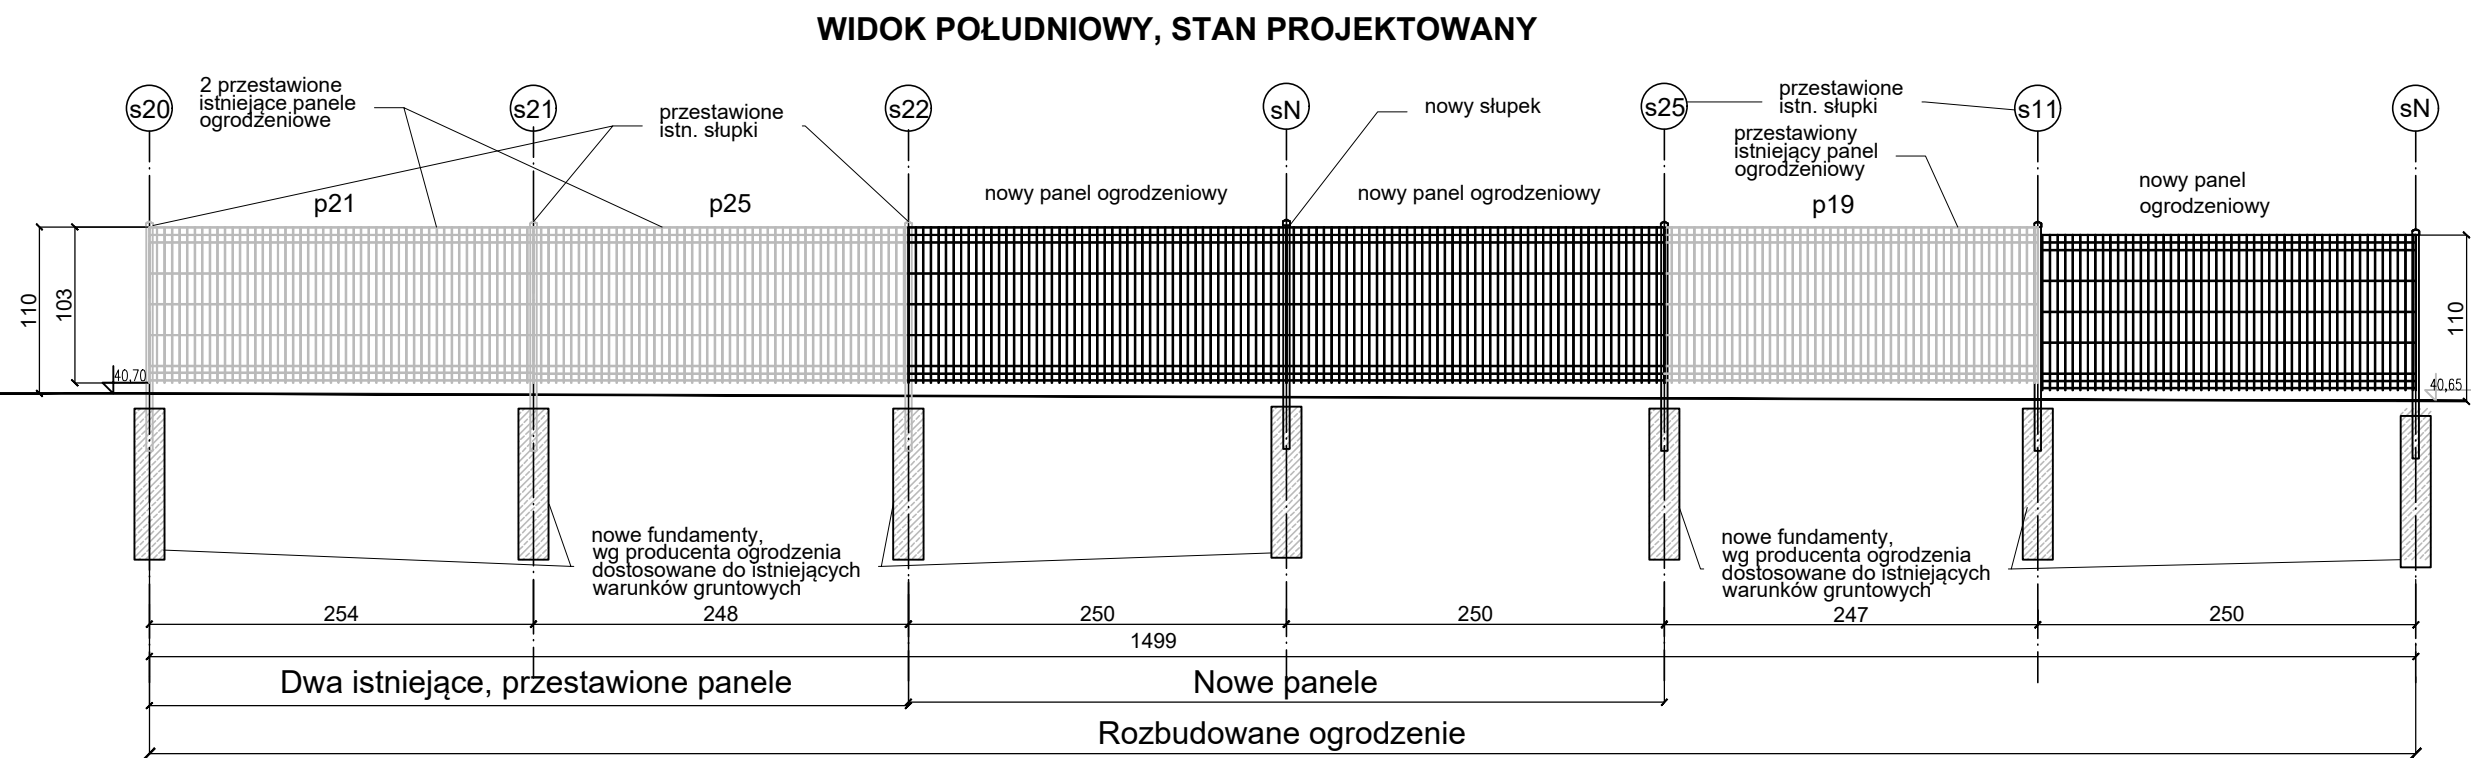 WIDOK POŁUDNIOWY, STAN PROJEKTOWANY
s20
2 przestawione
istniejące panele
ogrodzeniowe
s21
przestawione
istn. słupki
s22
sN
nowy słupek
s25
przestawione
istn. słupki
s11
sN
przestawiony
istniejący panel
ogrodzeniowy
p21
p25
nowy panel ogrodzeniowy
nowy panel ogrodzeniowy
p19
nowy panel
ogrodzeniowy
110
103
40,70
110
40,65
nowe fundamenty,
wg producenta ogrodzenia
dostosowane do istniejących
warunków gruntowych
nowe fundamenty,
wg producenta ogrodzenia
dostosowane do istniejących
warunków gruntowych
254
248
250
250
247
250
1499
Dwa istniejące, przestawione panele
Nowe panele
Rozbudowane ogrodzenie